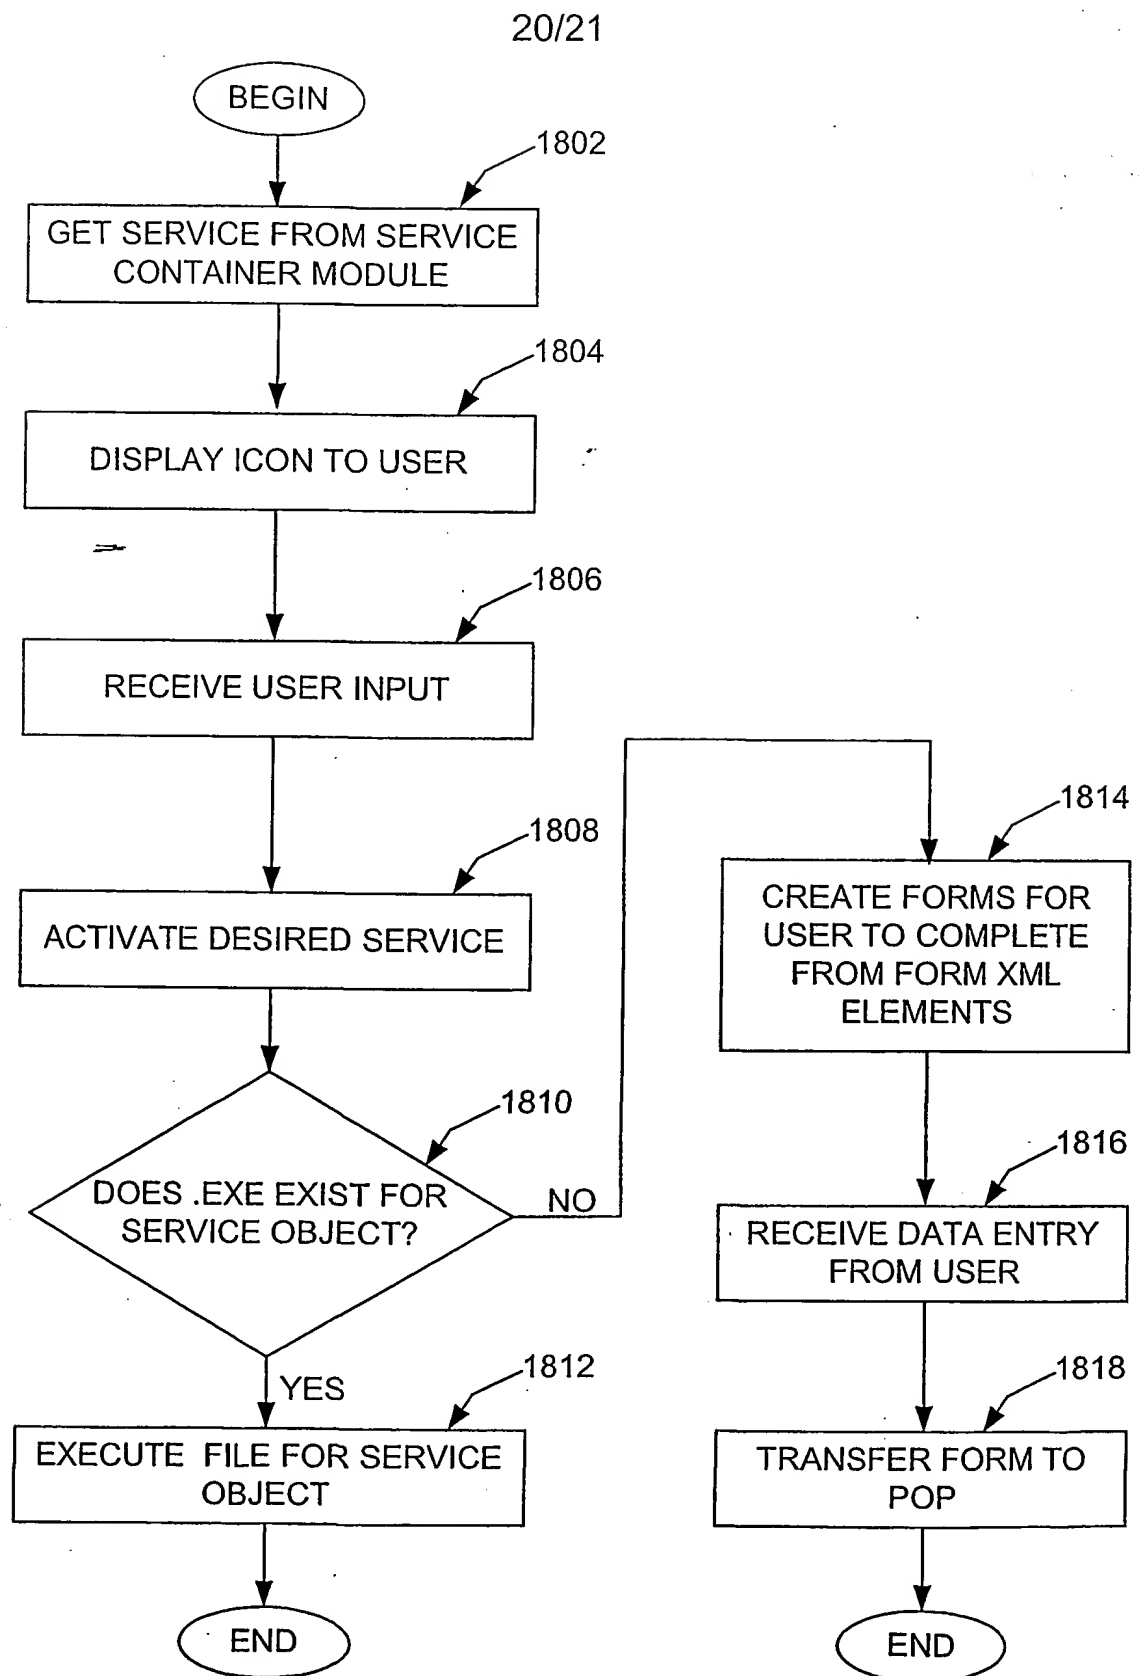 20/21
BEGIN
1802
GET SERVICE FROM SERVICE
CONTAINER MODULE
1804
DISPLAY ICON TO USER
1806
RECEIVE USER INPUT
1808
ACTIVATE DESIRED SERVICE
1810
DOES .EXE EXIST FOR
SERVICE OBJECT?
NO
YES
1812
EXECUTE FILE FOR SERVICE
OBJECT
END
1814
CREATE FORMS FOR
USER TO COMPLETE
FROM FORM XML
ELEMENTS
1816
RECEIVE DATA ENTRY
FROM USER
1818
TRANSFER FORM TO
POP
END